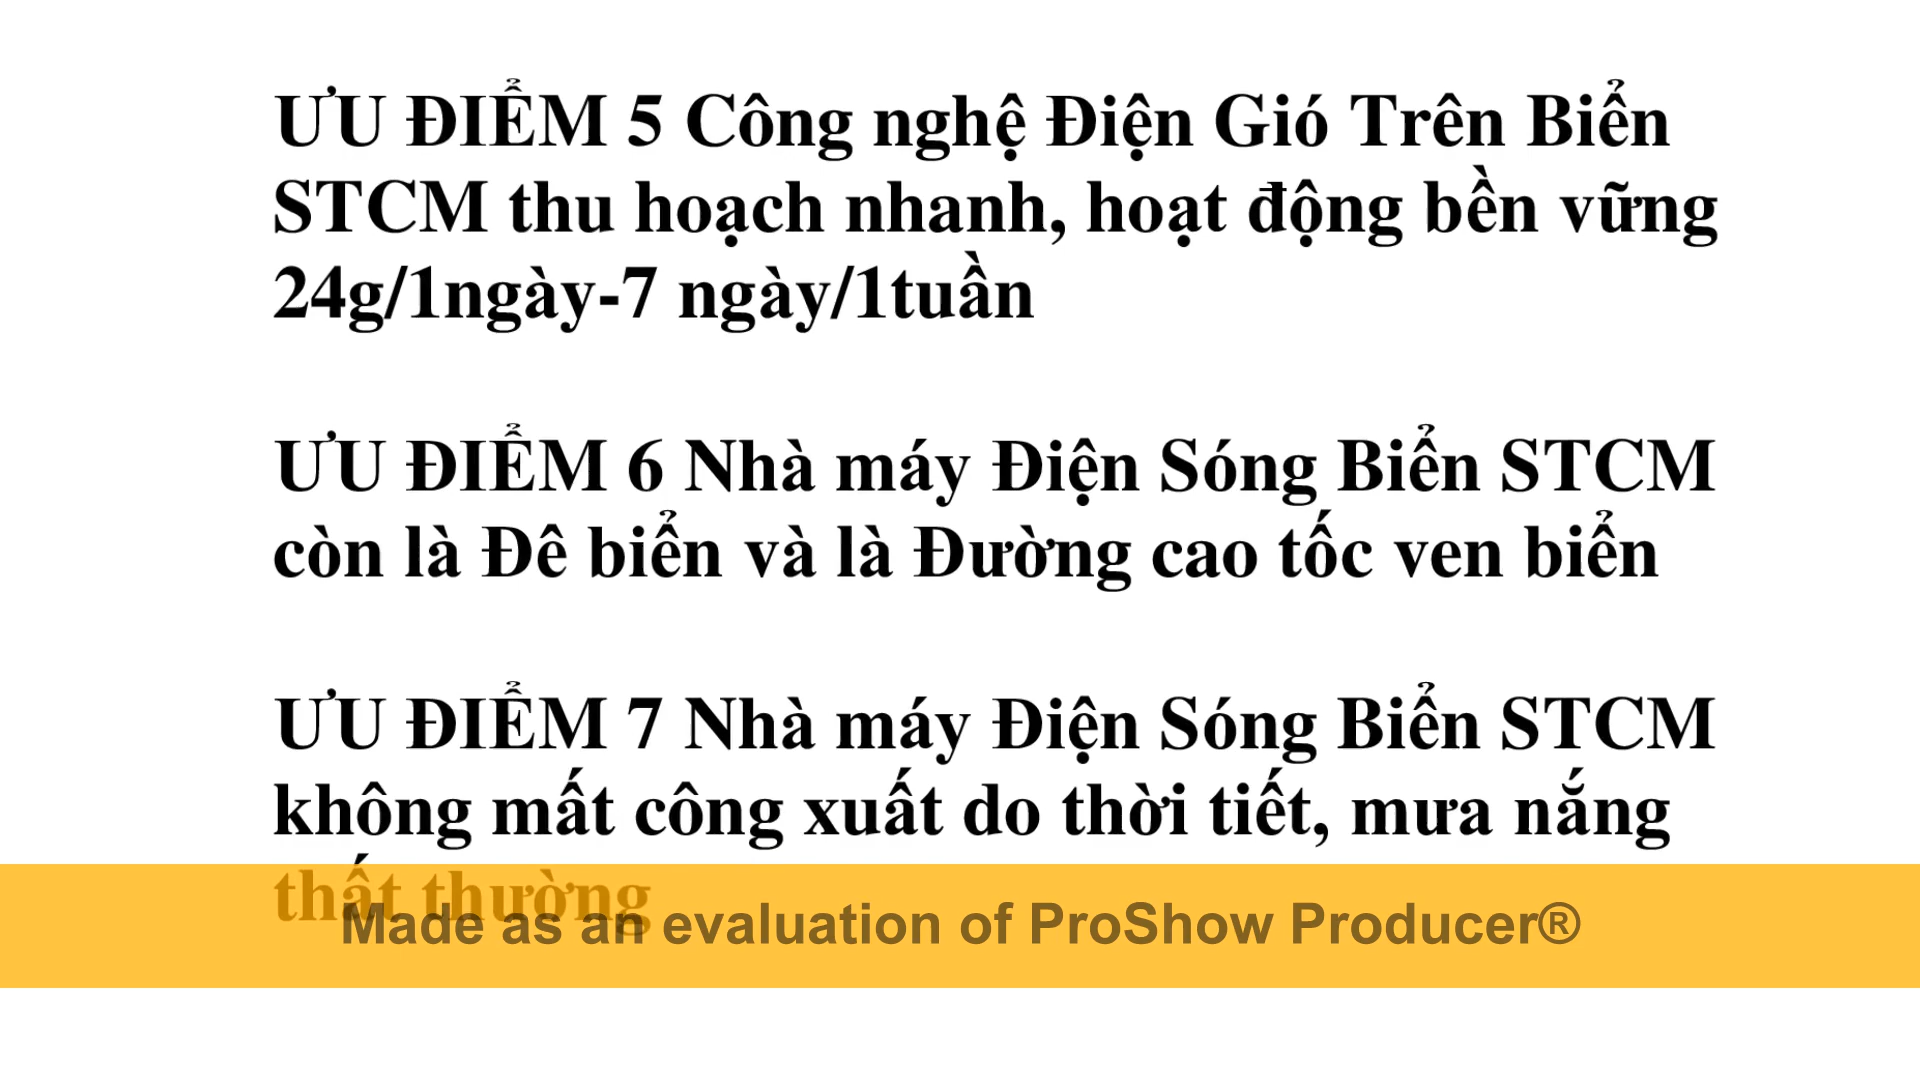 ƯU ĐIỂM 5 Công nghệ Điện Gió Trên Biển
STCM thu hoạch nhanh, hoạt động bền vững
24g/1ngày-7 ngày/1tuần
ƯU ĐIỂM 6 Nhà máy Điện Sóng Biển STCM
còn là Đê biển và là Đường cao tốc ven biển
ƯU ĐIỂM 7 Nhà máy Điện Sóng Biển STCM
không mất công xuất do thời tiết, mưa nắng
thất thường
Made as an evaluation of ProShow Producer®